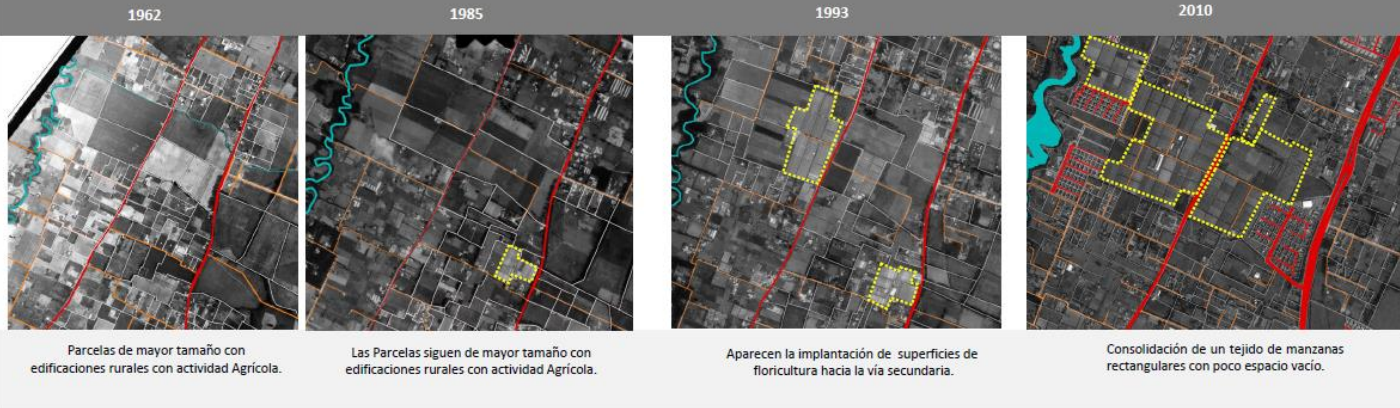 1962
1985
1993
2010
Parcelas de mayor tamaño con
edificaciones rurales con actividad Agrícola.
Las Parcelas siguen de mayor tamaño con
edificaciones rurales con actividad Agrícola.
Aparecen la implantación de superficies de
floricultura hacia la vía secundaria.
Consolidación de un tejido de manzanas
rectangulares con poco espacio vacío.